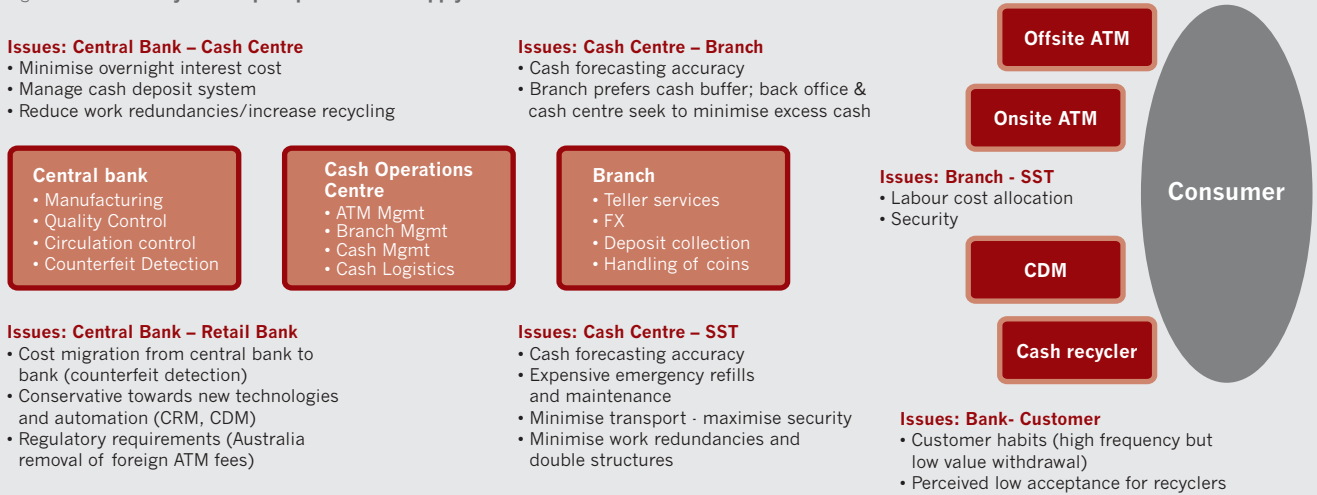 Issues: Central Bank – Cash Centre
• Minimise overnight interest cost
• Manage cash deposit system
• Reduce work redundancies/increase recycling
Issues: Cash Centre – Branch
• Cash forecasting accuracy
• Branch prefers cash buffer; back office &
cash centre seek to minimise excess cash
Offsite ATM
Onsite ATM
Central bank
• Manufacturing
• Quality Control
• Circulation control
• Counterfeit Detection
Cash Operations
Centre
• ATM Mgmt
• Branch Mgmt
• Cash Mgmt
• Cash Logistics
Branch
• Teller services
• FX
• Deposit collection
• Handling of coins
Issues: Branch - SST
• Labour cost allocation
• Security
Consumer
CDM
Cash recycler
Issues: Central Bank – Retail Bank
• Cost migration from central bank to
bank (counterfeit detection)
• Conservative towards new technologies
and automation (CRM, CDM)
• Regulatory requirements (Australia
removal of foreign ATM fees)
Issues: Cash Centre – SST
• Cash forecasting accuracy
• Expensive emergency refills
and maintenance
• Minimise transport - maximise security
• Minimise work redundancies and
double structures
Issues: Bank- Customer
• Customer habits (high frequency but
low value withdrawal)
• Perceived low acceptance for recyclers